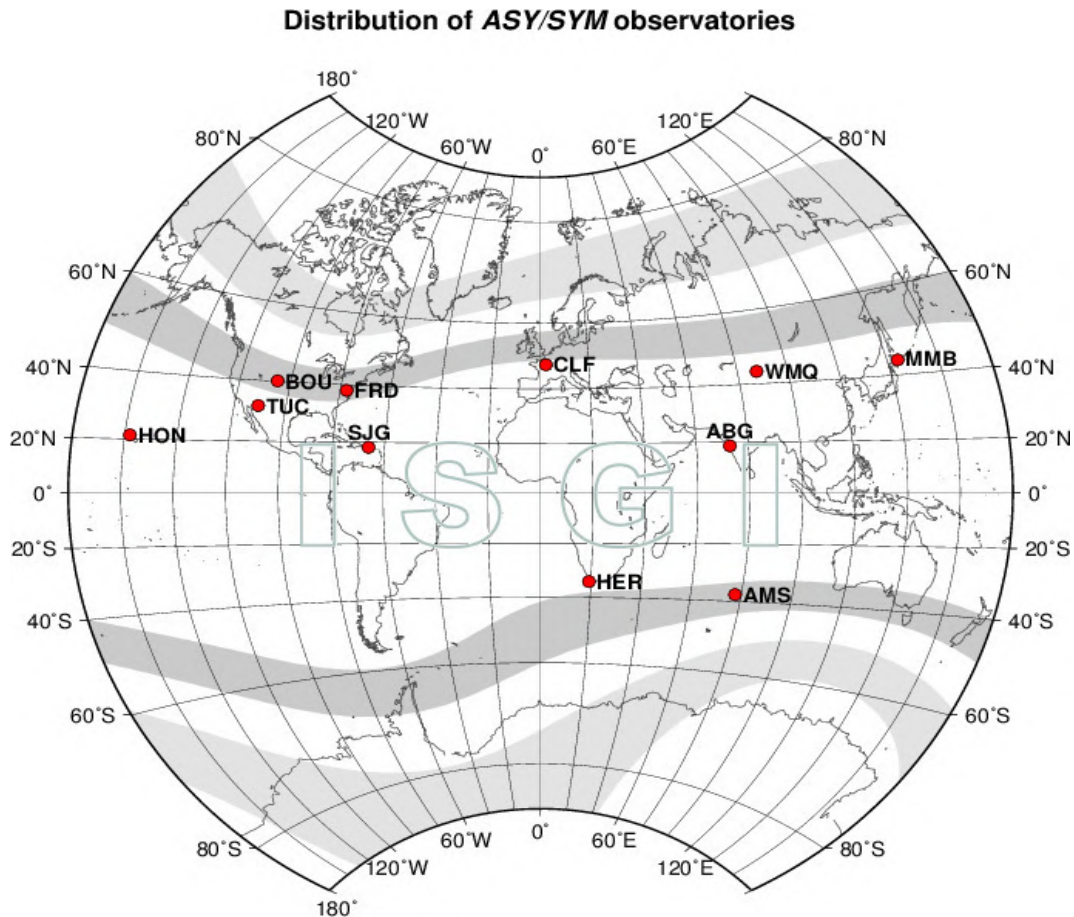 Distribution of ASY/SYM observatories
180˚
120˚W
120˚E
80˚N
80˚N
60˚W
0˚
60˚E
60˚N
60˚N
40˚N
BOU
FRD
CLF
WMQ
MMB
40˚N
TUC
20˚N
HON
SJG
ABG
20˚N
ISGI
0˚
0˚
20˚S
20˚S
HER
AMS
40˚S
40˚S
60˚S
60˚S
80˚S
60˚W
0˚
60˚E
80˚S
120˚W
120˚E
180˚